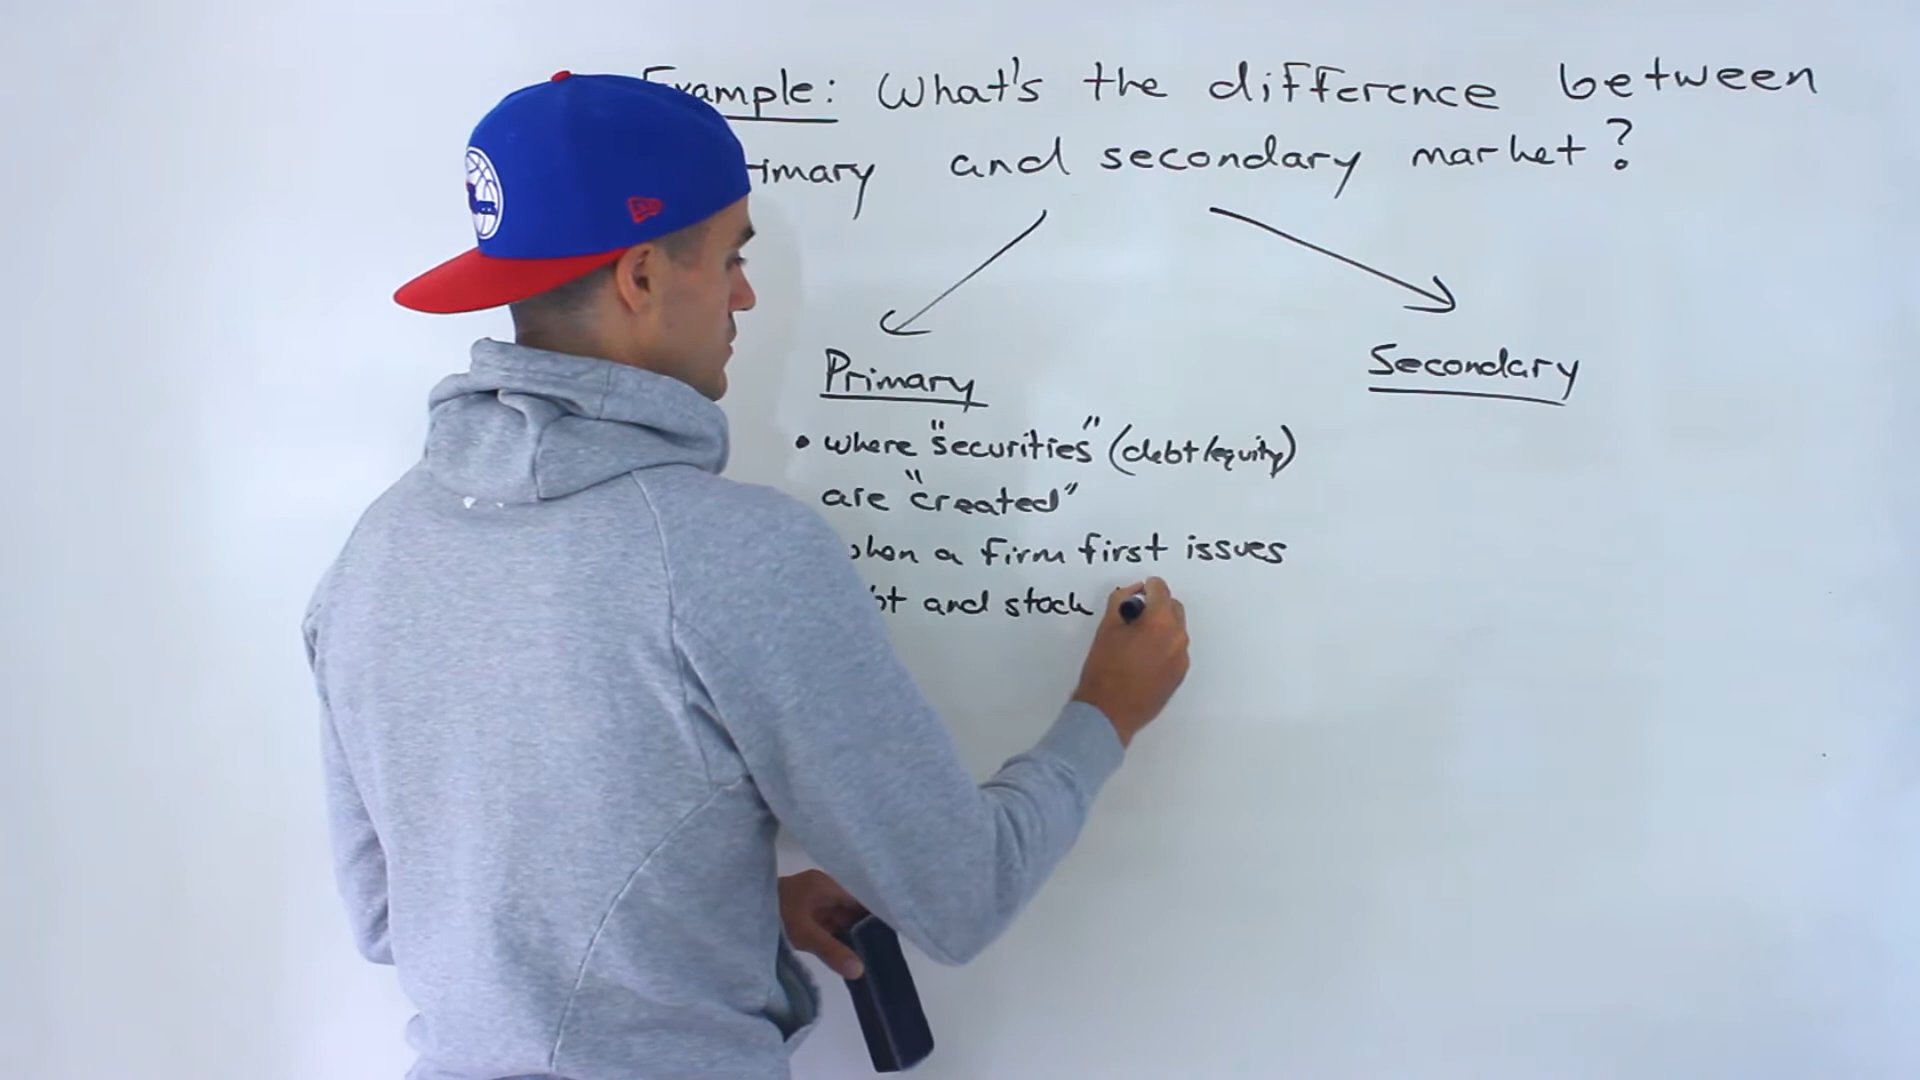 Example: What's the difference between
and secondary market?
Primary
Secondary
• where "securities" (debt/equity)
are "created"
a firm first issues
and stock